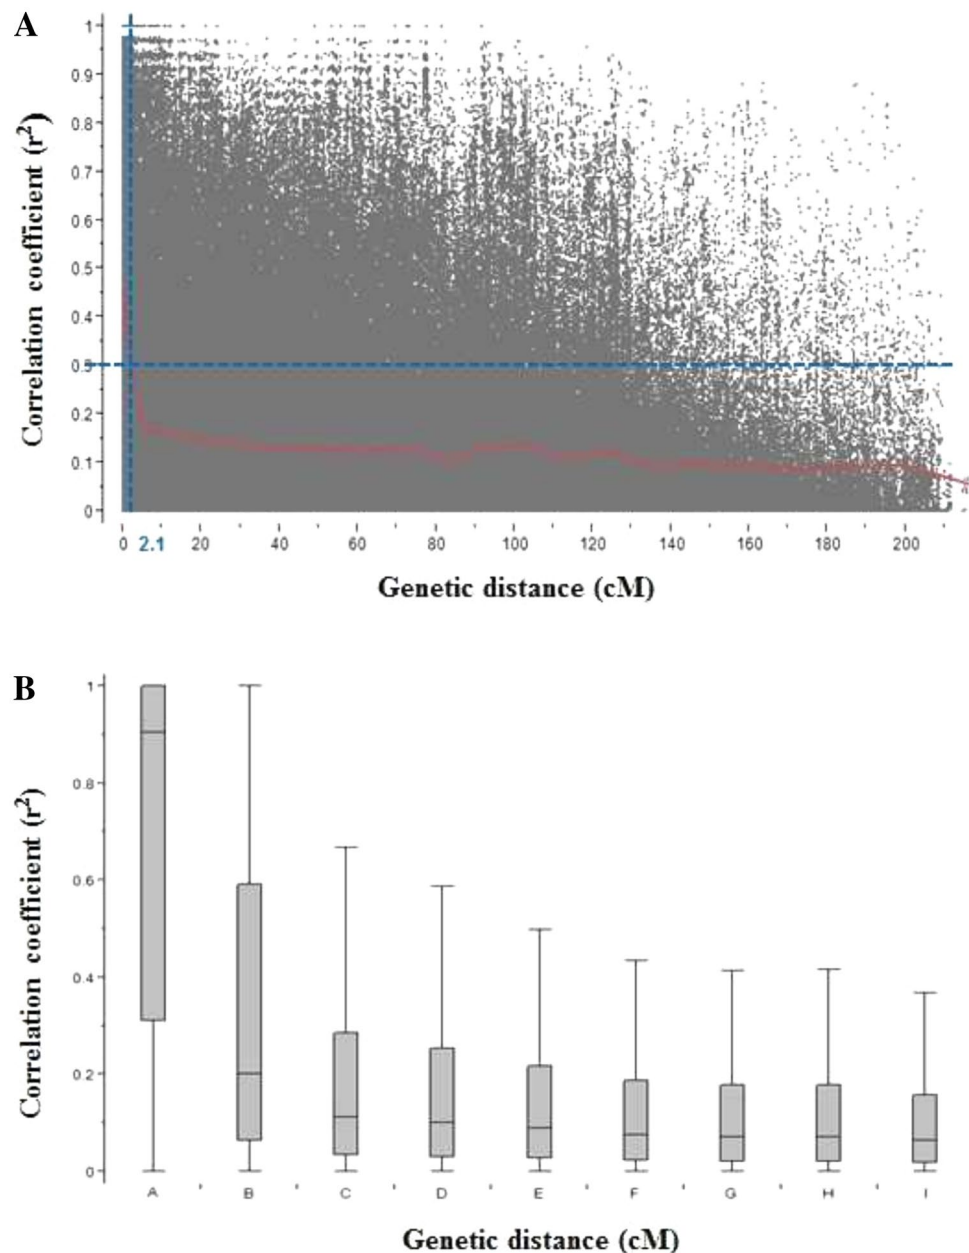 A
Correlation coefficient (r²)
1
0.9
0.8
0.7
0.6
0.5
0.4
0.3
0.2
0.1
0
0 2.1 20 40 60 80 100 120 140 160 180 200
Genetic distance (cM)
B
Correlation coefficient (r²)
1
0.8
0.6
0.4
0.2
0
A B C D E F G H I
Genetic distance (cM)